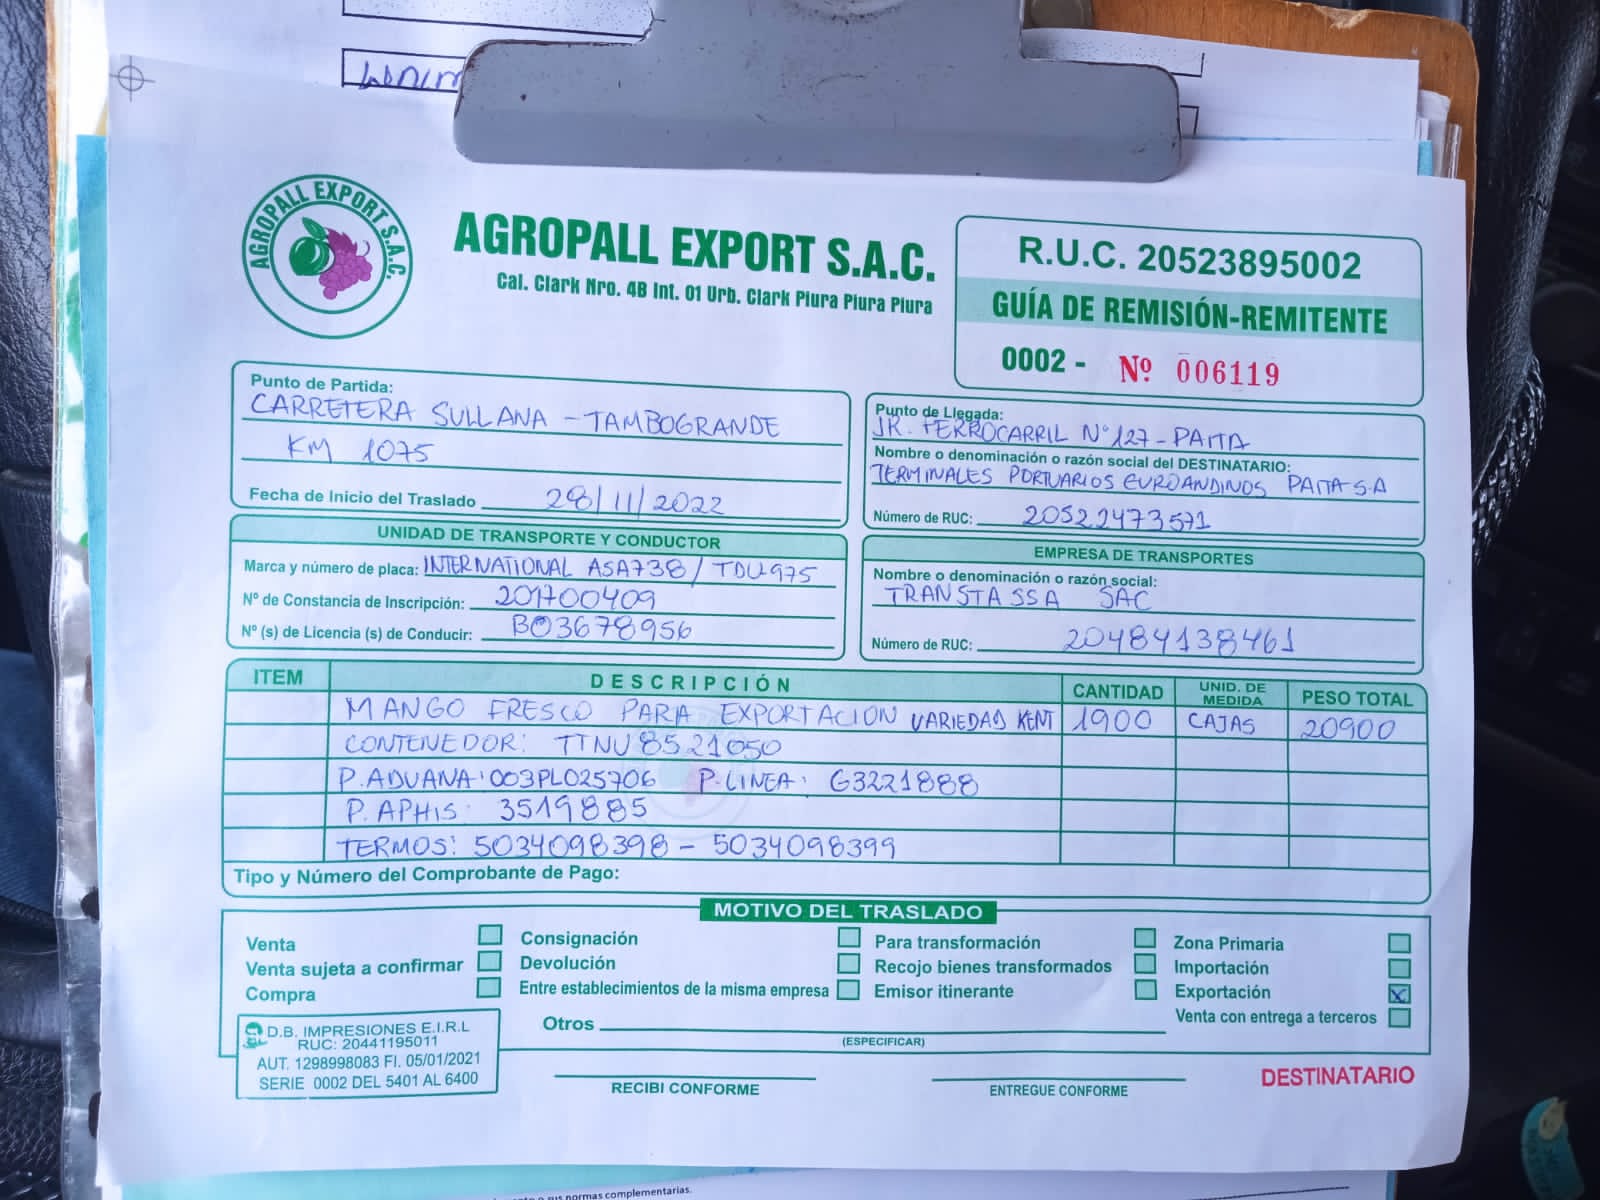 AGROPALL EXPORT S.A.C.
AGROPALL EXPORT S.A.C.
Cal. Clark Nro. 4B Int. 01 Urb. Clark Piura Piura Piura
R.U.C. 20523895002
GUÍA DE REMISIÓN-REMITENTE
0002 - Nº 006119
Punto de Partida:
CARRETERA SULLANA - TAMBOGRANDE
KM 1075
Fecha de Inicio del Traslado 28/11/2022
Punto de Llegada:
JR. FERROCARRIL N° 127 - PAITA
Nombre o denominación o razón social del DESTINATARIO:
TERMINALES PORTUARIOS EUROANDINOS PAITA S.A
Número de RUC: 20522473571
UNIDAD DE TRANSPORTE Y CONDUCTOR
Marca y número de placa: INTERNATIONAL ASA738 / TDU-975
Nº de Constancia de Inscripción: 201700409
Nº (s) de Licencia (s) de Conducir: B03678956
EMPRESA DE TRANSPORTES
Nombre o denominación o razón social:
TRANSTASSA SAC
Número de RUC: 20484138461
ITEM DESCRIPCIÓN CANTIDAD UNID. DE MEDIDA PESO TOTAL
MANGO FRESCO PARA EXPORTACION VARIEDAD KENT 1900 CAJAS 20900
CONTENEDOR: TTNU8521050
P. ADUANA: 003PL025706 P. LINEA: G3221888
P. APHIS: 3519885
TERMOS: 5034098398 - 5034098399
Tipo y Número del Comprobante de Pago:
MOTIVO DEL TRASLADO
Venta
Venta sujeta a confirmar
Compra
Consignación
Devolución
Entre establecimientos de la misma empresa
Para transformación
Recojo bienes transformados
Emisor itinerante
Zona Primaria
Importación
Exportación X
Venta con entrega a terceros
Otros
(ESPECIFICAR)
D.B. IMPRESIONES E.I.R.L
RUC: 20441195011
AUT. 1298998083 FI. 05/01/2021
SERIE 0002 DEL 5401 AL 6400
RECIBI CONFORME
ENTREGUE CONFORME
DESTINATARIO
sus normas complementarias.